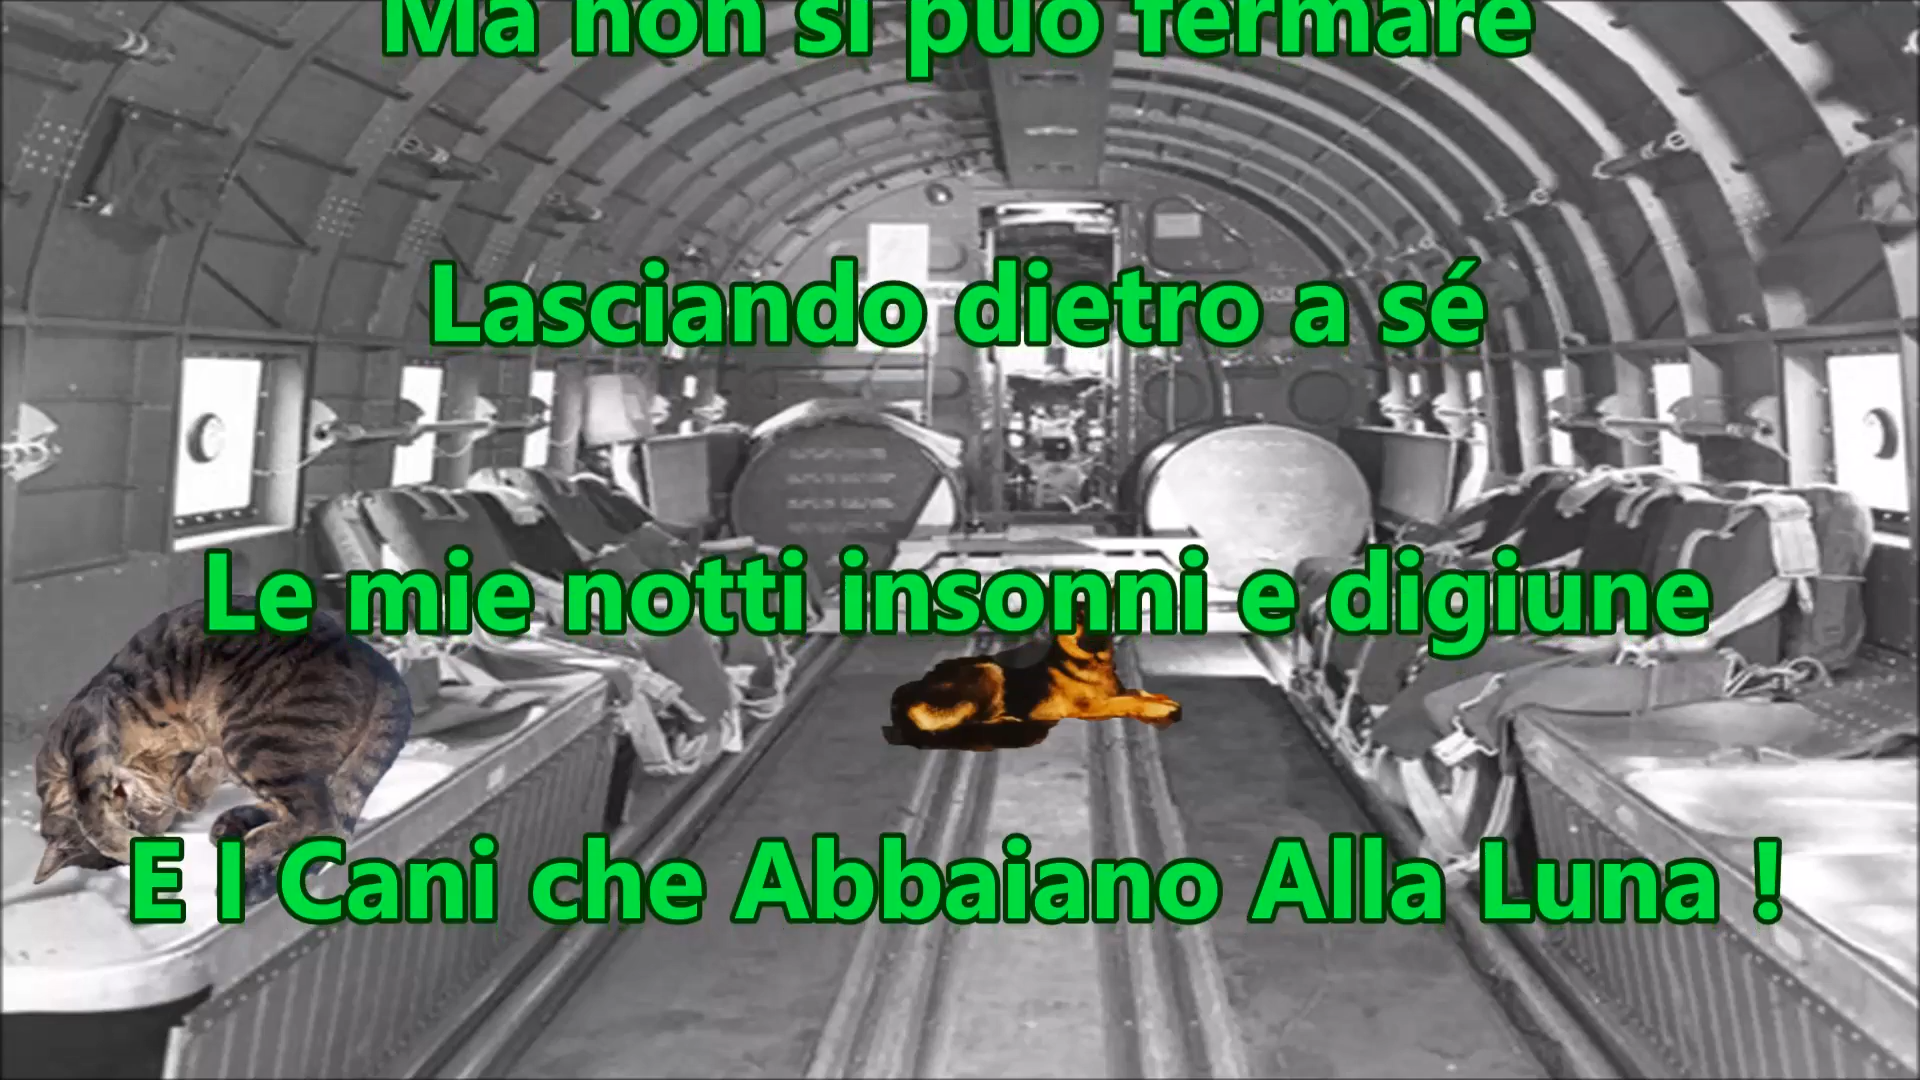 Ma non si può fermare
Lasciando dietro a sé
Le mie notti insonni e digiune
E I Cani che Abbaiano Alla Luna !